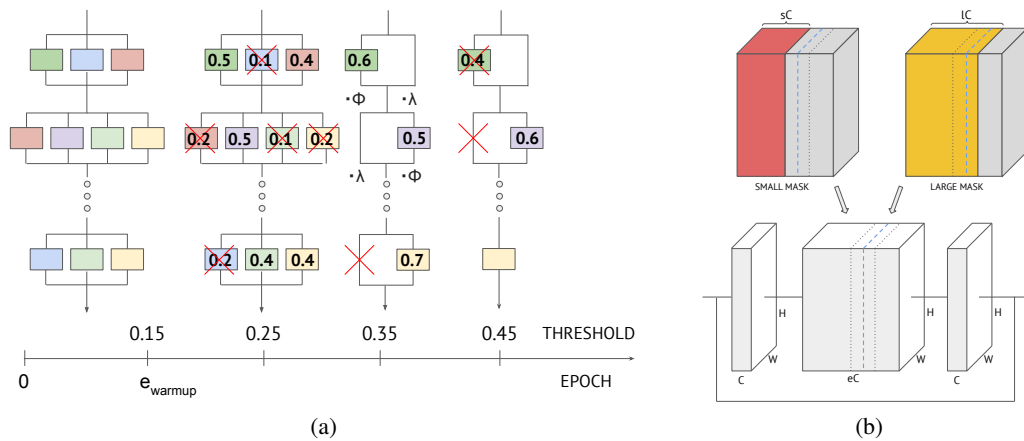 sC lC
0.5 0.1 0.4 0.6 0.4
·Φ ·λ
0.2 0.5 0.1 0.2 0.5 0.6
·λ ·Φ
SMALL MASK LARGE MASK
0.2 0.4 0.4 0.7
H H H
0.15 0.25 0.35 0.45 THRESHOLD
W W W
C eC C
0 e_warmup EPOCH
(a) (b)